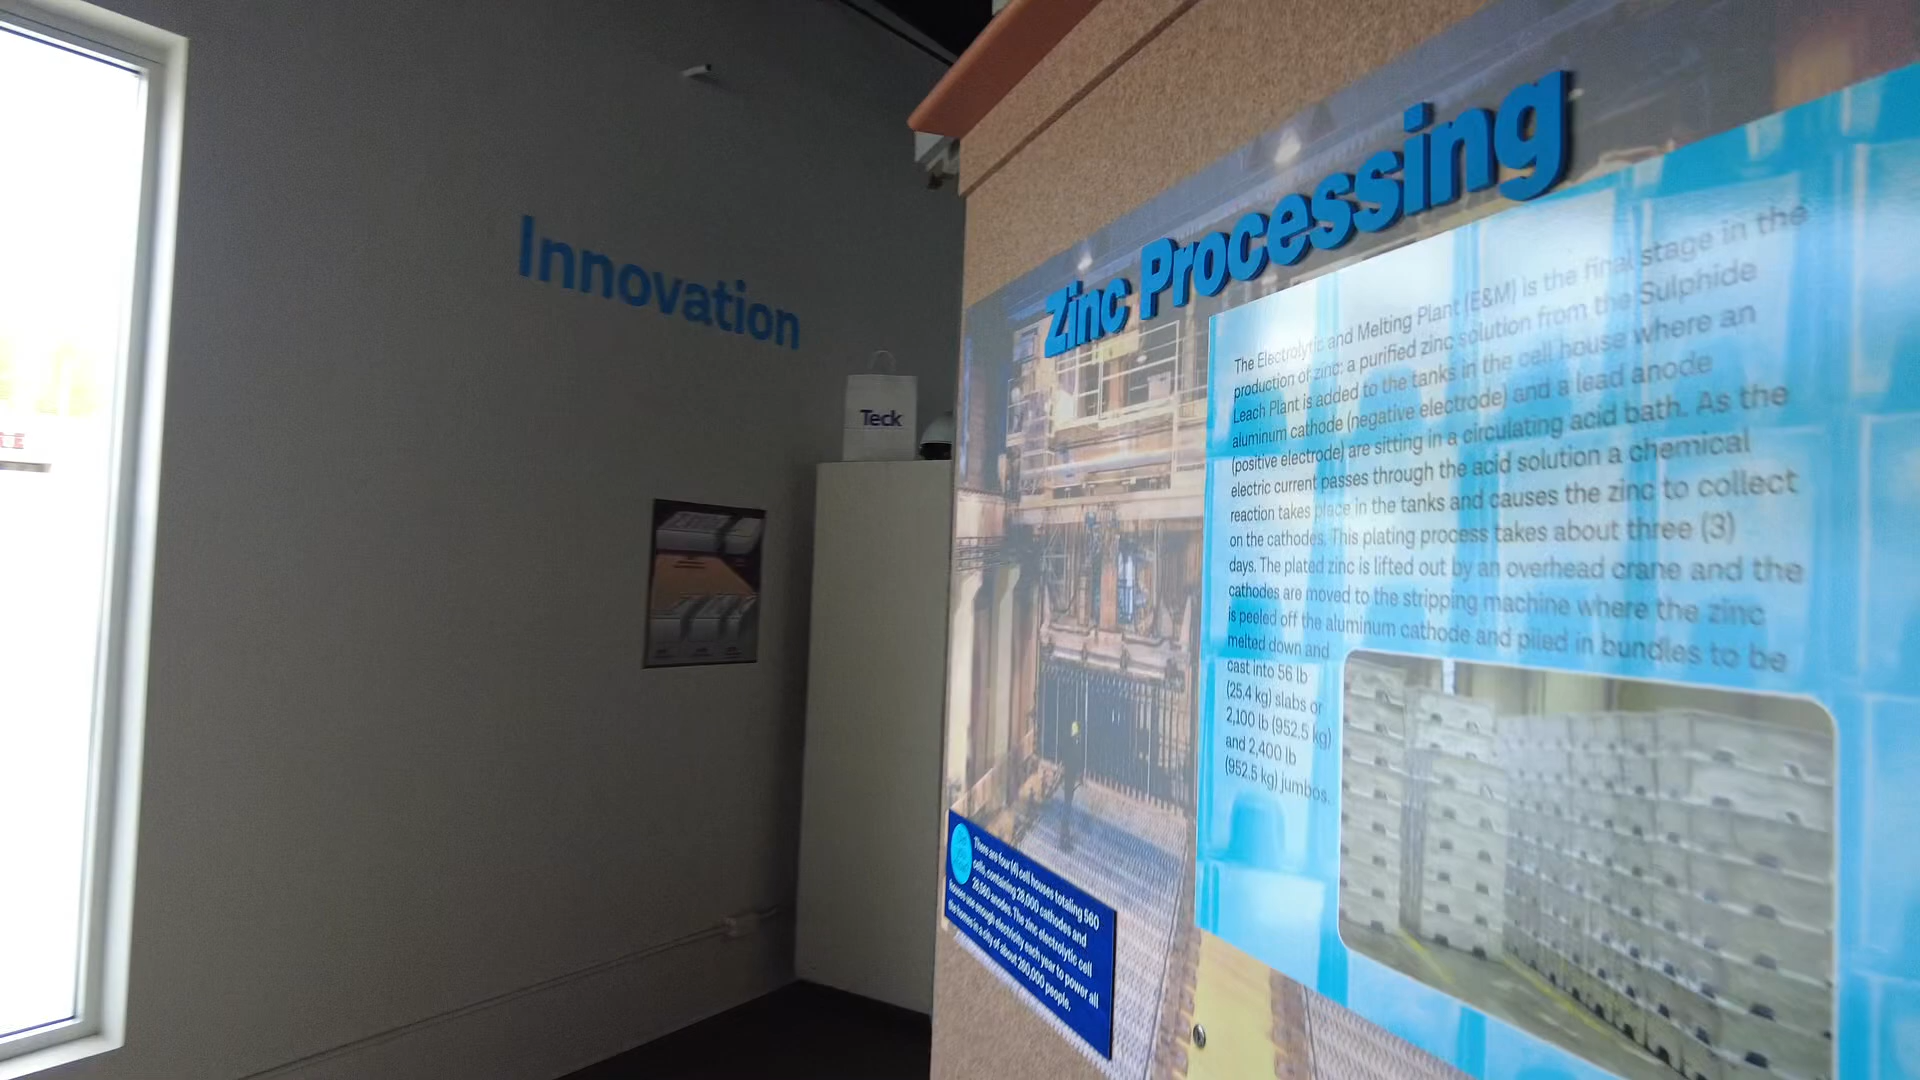 Innovation
Teck
Zinc Processing
The Electrolytic and Melting Plant (E&M) is the final stage in the
production of zinc: a purified zinc solution from the Sulphide
Leach Plant is added to the tanks in the cell house where an
aluminum cathode (negative electrode) and a lead anode
(positive electrode) are sitting in a circulating acid bath. As the
electric current passes through the acid solution a chemical
reaction takes place in the tanks and causes the zinc to collect
on the cathodes. This plating process takes about three (3)
days. The plated zinc is lifted out by an overhead crane and the
cathodes are moved to the stripping machine where the zinc
is peeled off the aluminum cathode and piled in bundles to be
melted down and
cast into 56 lb
(25.4 kg) slabs or
2,100 lb (952.5 kg)
and 2,400 lb
(952.5 kg) jumbos.
There are four (4) cell houses totaling 560
cells, containing 28,000 cathodes and
28,560 anodes. The zinc electrolytic cell
houses use enough electricity each year to power all
the homes in a city of about 280,000 people.